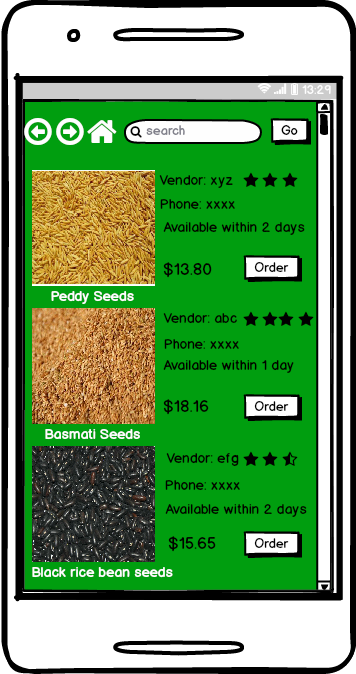 13:29
search
Go
Vendor: xyz
Phone: xxxx
Available within 2 days
$13.80
Order
Peddy Seeds
Vendor: abc
Phone: xxxx
Available within 1 day
$18.16
Order
Basmati Seeds
Vendor: efg
Phone: xxxx
Available within 2 days
$15.65
Order
Black rice bean seeds